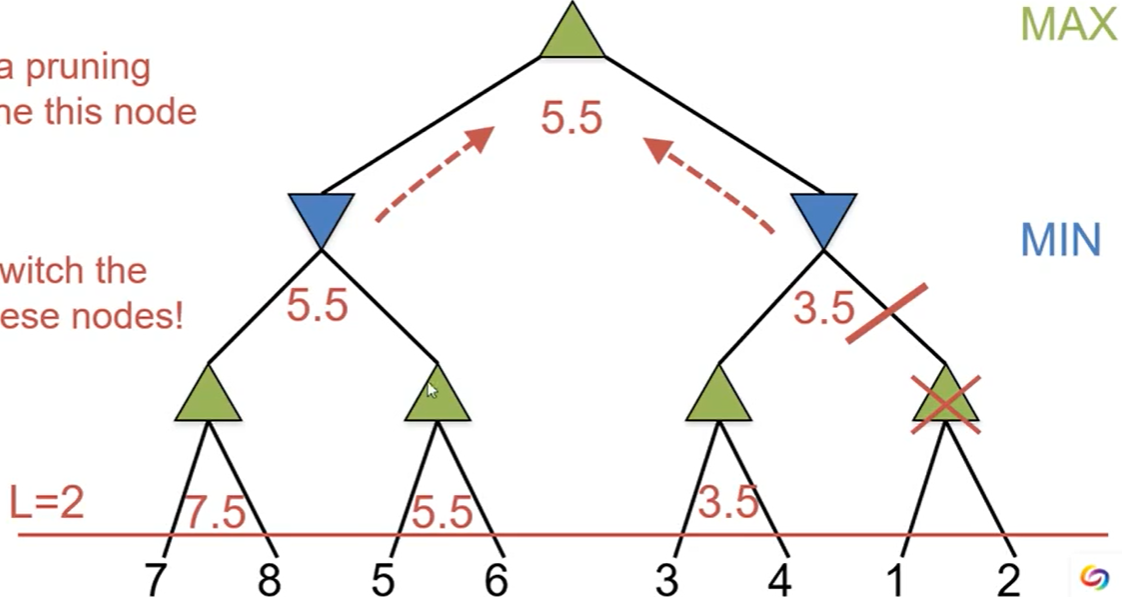 MAX
a pruning
ne this node
5.5
MIN
witch the
ese nodes!
5.5
3.5
L=2
7.5
5.5
3.5
7 8 5 6 3 4 1 2